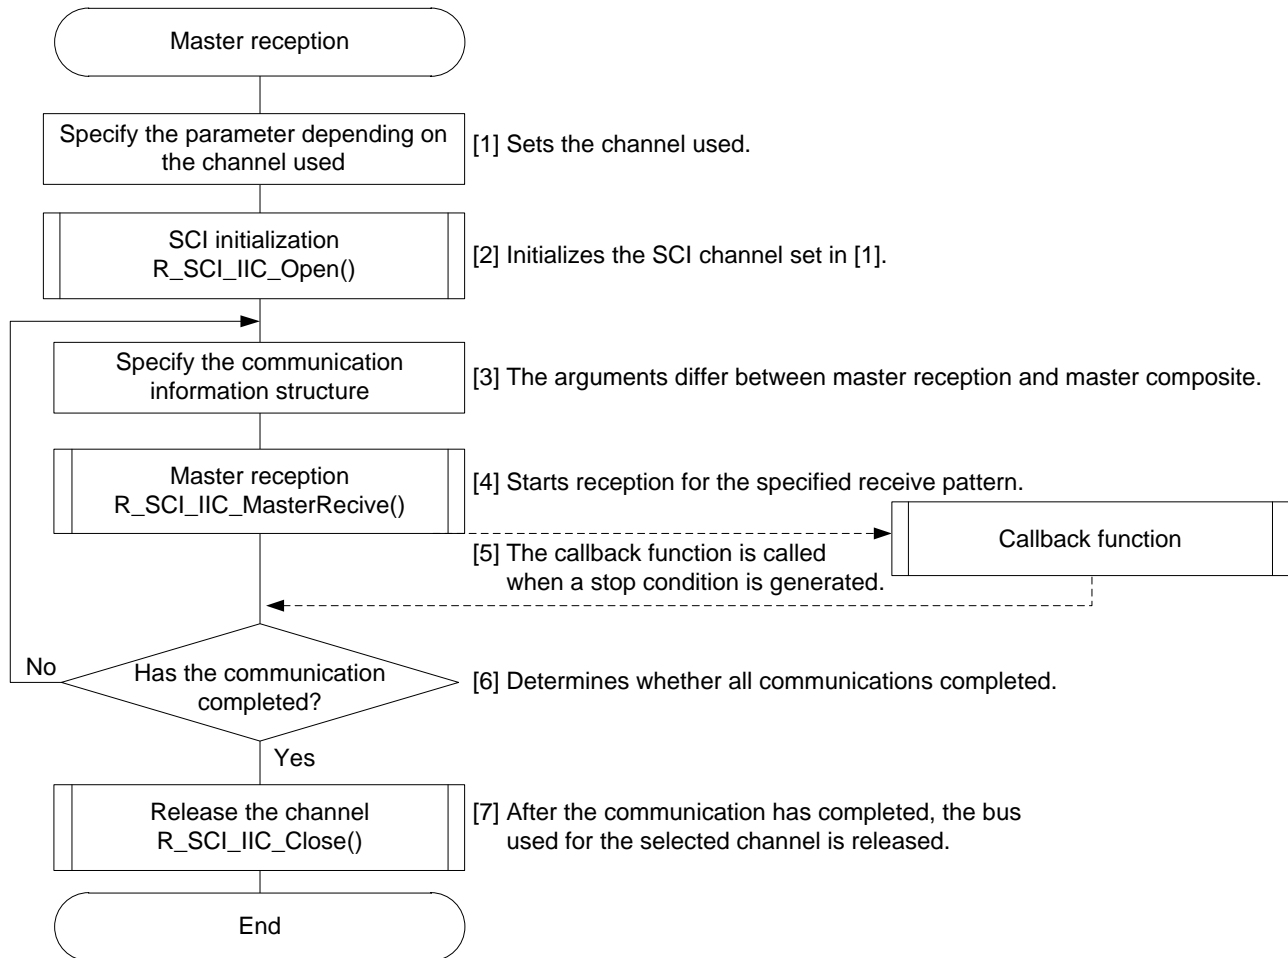 Master reception
Specify the parameter depending on
the channel used
[1] Sets the channel used.
SCI initialization
R_SCI_IIC_Open()
[2] Initializes the SCI channel set in [1].
Specify the communication
information structure
[3] The arguments differ between master reception and master composite.
Master reception
R_SCI_IIC_MasterRecive()
[4] Starts reception for the specified receive pattern.
Callback function
[5] The callback function is called
when a stop condition is generated.
No
Has the communication
completed?
[6] Determines whether all communications completed.
Yes
Release the channel
R_SCI_IIC_Close()
[7] After the communication has completed, the bus
used for the selected channel is released.
End